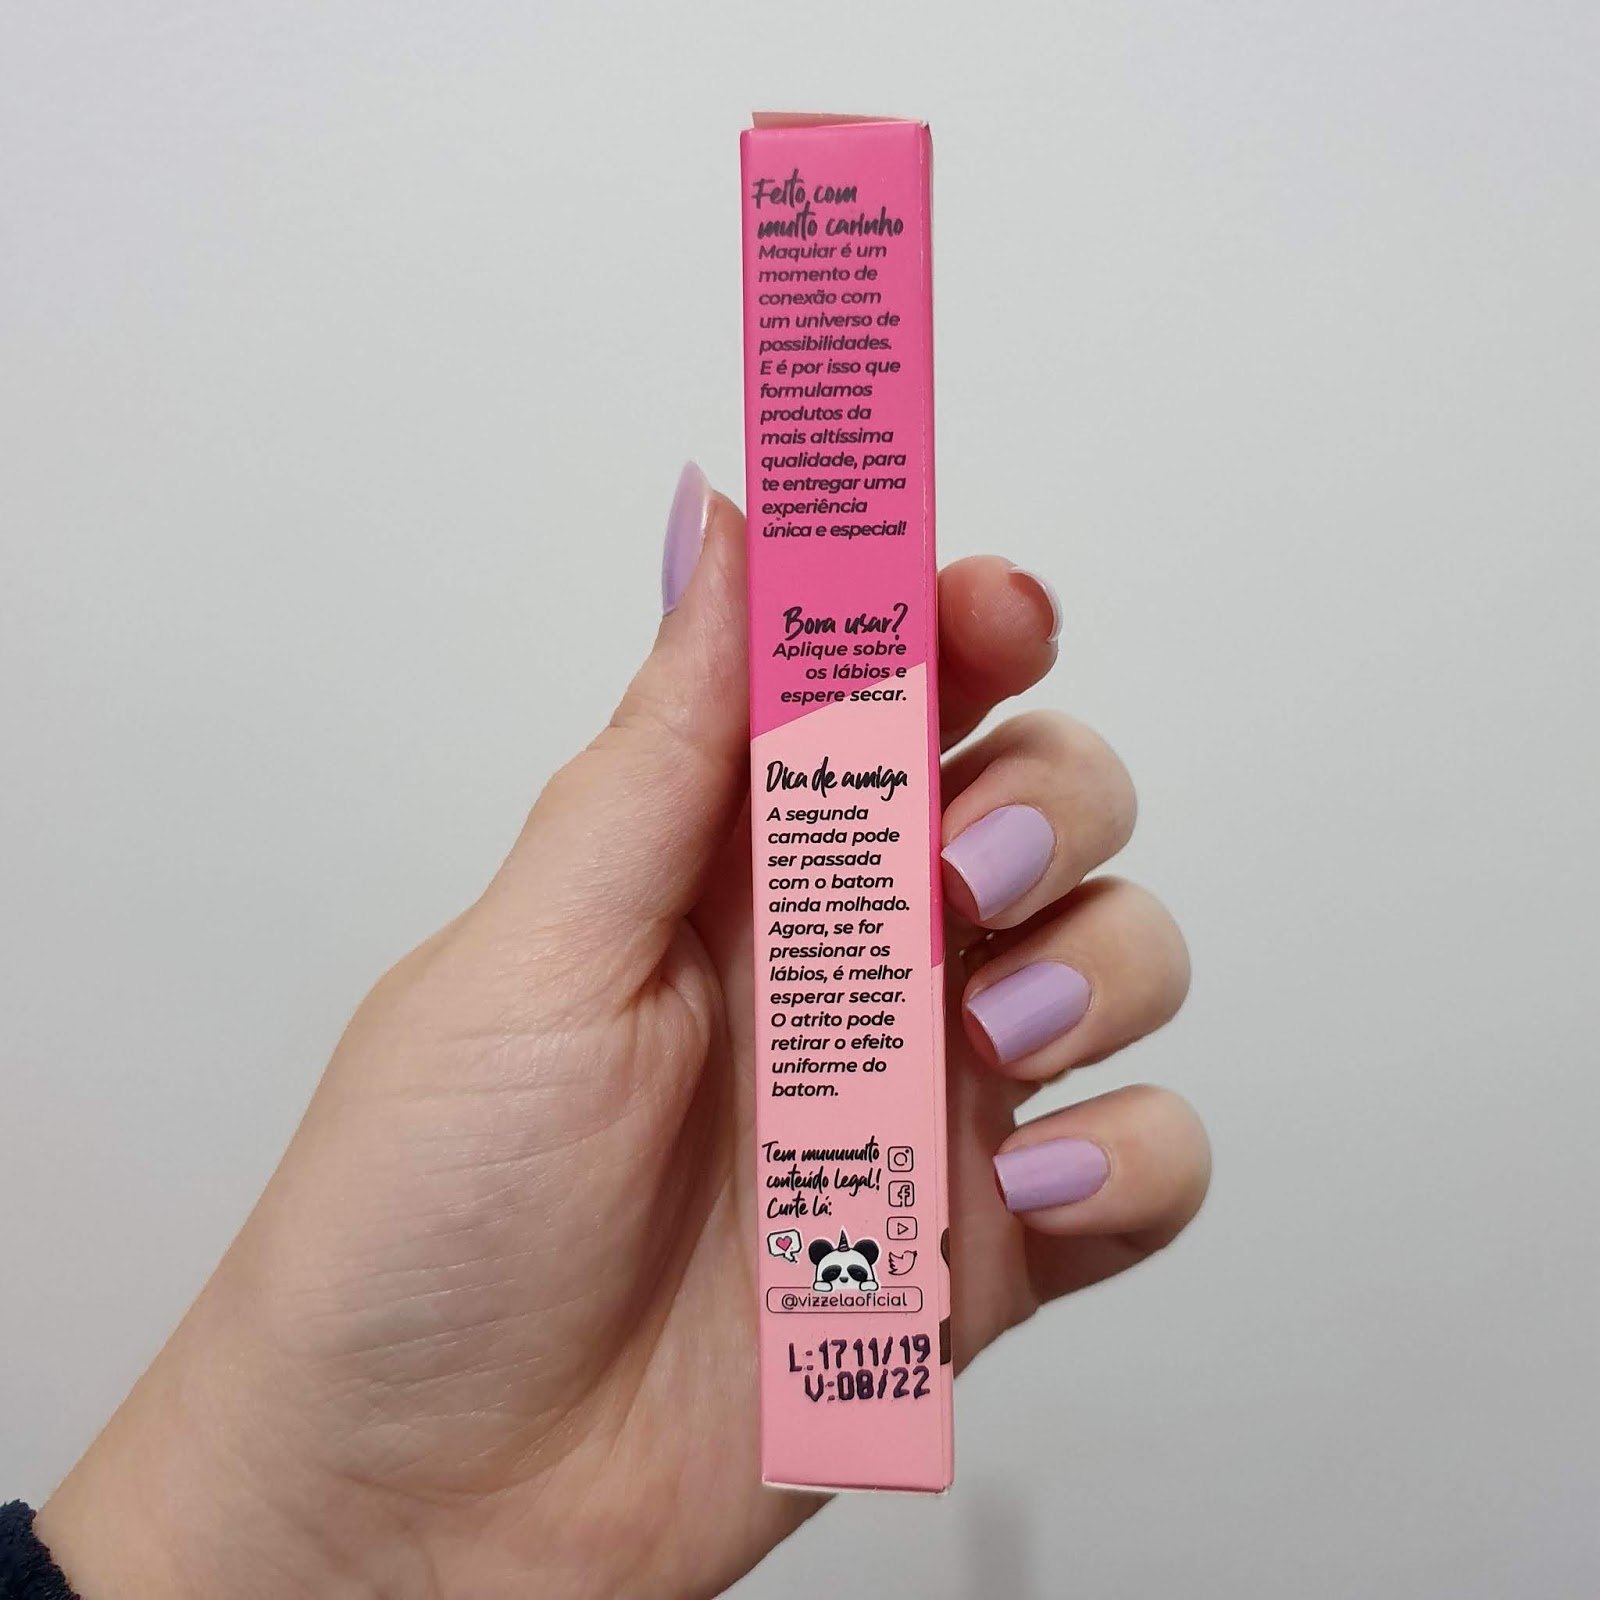 Feito com
muito carinho
Maquiar é um
momento de
conexão com
um universo de
possibilidades.
E é por isso que
formulamos
produtos da
mais altíssima
qualidade, para
te entregar uma
experiência
única e especial!
Bora usar?
Aplique sobre
os lábios e
espere secar.
Dica de amiga
A segunda
camada pode
ser passada
com o batom
ainda molhado.
Agora, se for
pressionar os
lábios, é melhor
esperar secar.
O atrito pode
retirar o efeito
uniforme do
batom.
Tem muuuuuito
conteúdo legal!
Curte lá:
@vizzelaoficial
L:1711/19
V:08/22